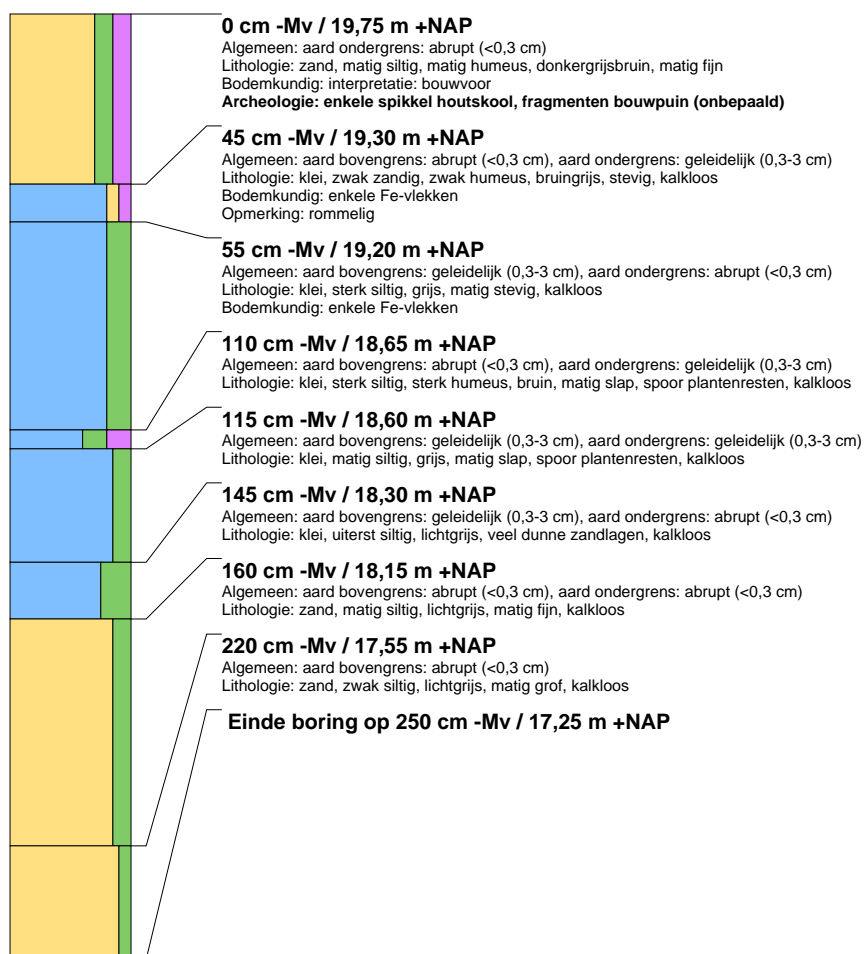 0 cm -Mv / 19,75 m +NAP
Algemeen: aard ondergrens: abrupt (<0,3 cm)
Lithologie: zand, matig siltig, matig humeus, donkergrijsbruin, matig fijn
Bodemkundig: interpretatie: bouwvoor
Archeologie: enkele spikkel houtskool, fragmenten bouwpuin (onbepaald)
45 cm -Mv / 19,30 m +NAP
Algemeen: aard bovengrens: abrupt (<0,3 cm), aard ondergrens: geleidelijk (0,3-3 cm)
Lithologie: klei, zwak zandig, zwak humeus, bruingrijs, stevig, kalkloos
Bodemkundig: enkele Fe-vlekken
Opmerking: rommelig
55 cm -Mv / 19,20 m +NAP
Algemeen: aard bovengrens: geleidelijk (0,3-3 cm), aard ondergrens: abrupt (<0,3 cm)
Lithologie: klei, sterk siltig, grijs, matig stevig, kalkloos
Bodemkundig: enkele Fe-vlekken
110 cm -Mv / 18,65 m +NAP
Algemeen: aard bovengrens: abrupt (<0,3 cm), aard ondergrens: geleidelijk (0,3-3 cm)
Lithologie: klei, sterk siltig, sterk humeus, bruin, matig slap, spoor plantenresten, kalkloos
115 cm -Mv / 18,60 m +NAP
Algemeen: aard bovengrens: geleidelijk (0,3-3 cm), aard ondergrens: geleidelijk (0,3-3 cm)
Lithologie: klei, matig siltig, grijs, matig slap, spoor plantenresten, kalkloos
145 cm -Mv / 18,30 m +NAP
Algemeen: aard bovengrens: geleidelijk (0,3-3 cm), aard ondergrens: abrupt (<0,3 cm)
Lithologie: klei, uiterst siltig, lichtgrijs, veel dunne zandlagen, kalkloos
160 cm -Mv / 18,15 m +NAP
Algemeen: aard bovengrens: abrupt (<0,3 cm), aard ondergrens: abrupt (<0,3 cm)
Lithologie: zand, matig siltig, lichtgrijs, matig fijn, kalkloos
220 cm -Mv / 17,55 m +NAP
Algemeen: aard bovengrens: abrupt (<0,3 cm)
Lithologie: zand, zwak siltig, lichtgrijs, matig grof, kalkloos
Einde boring op 250 cm -Mv / 17,25 m +NAP